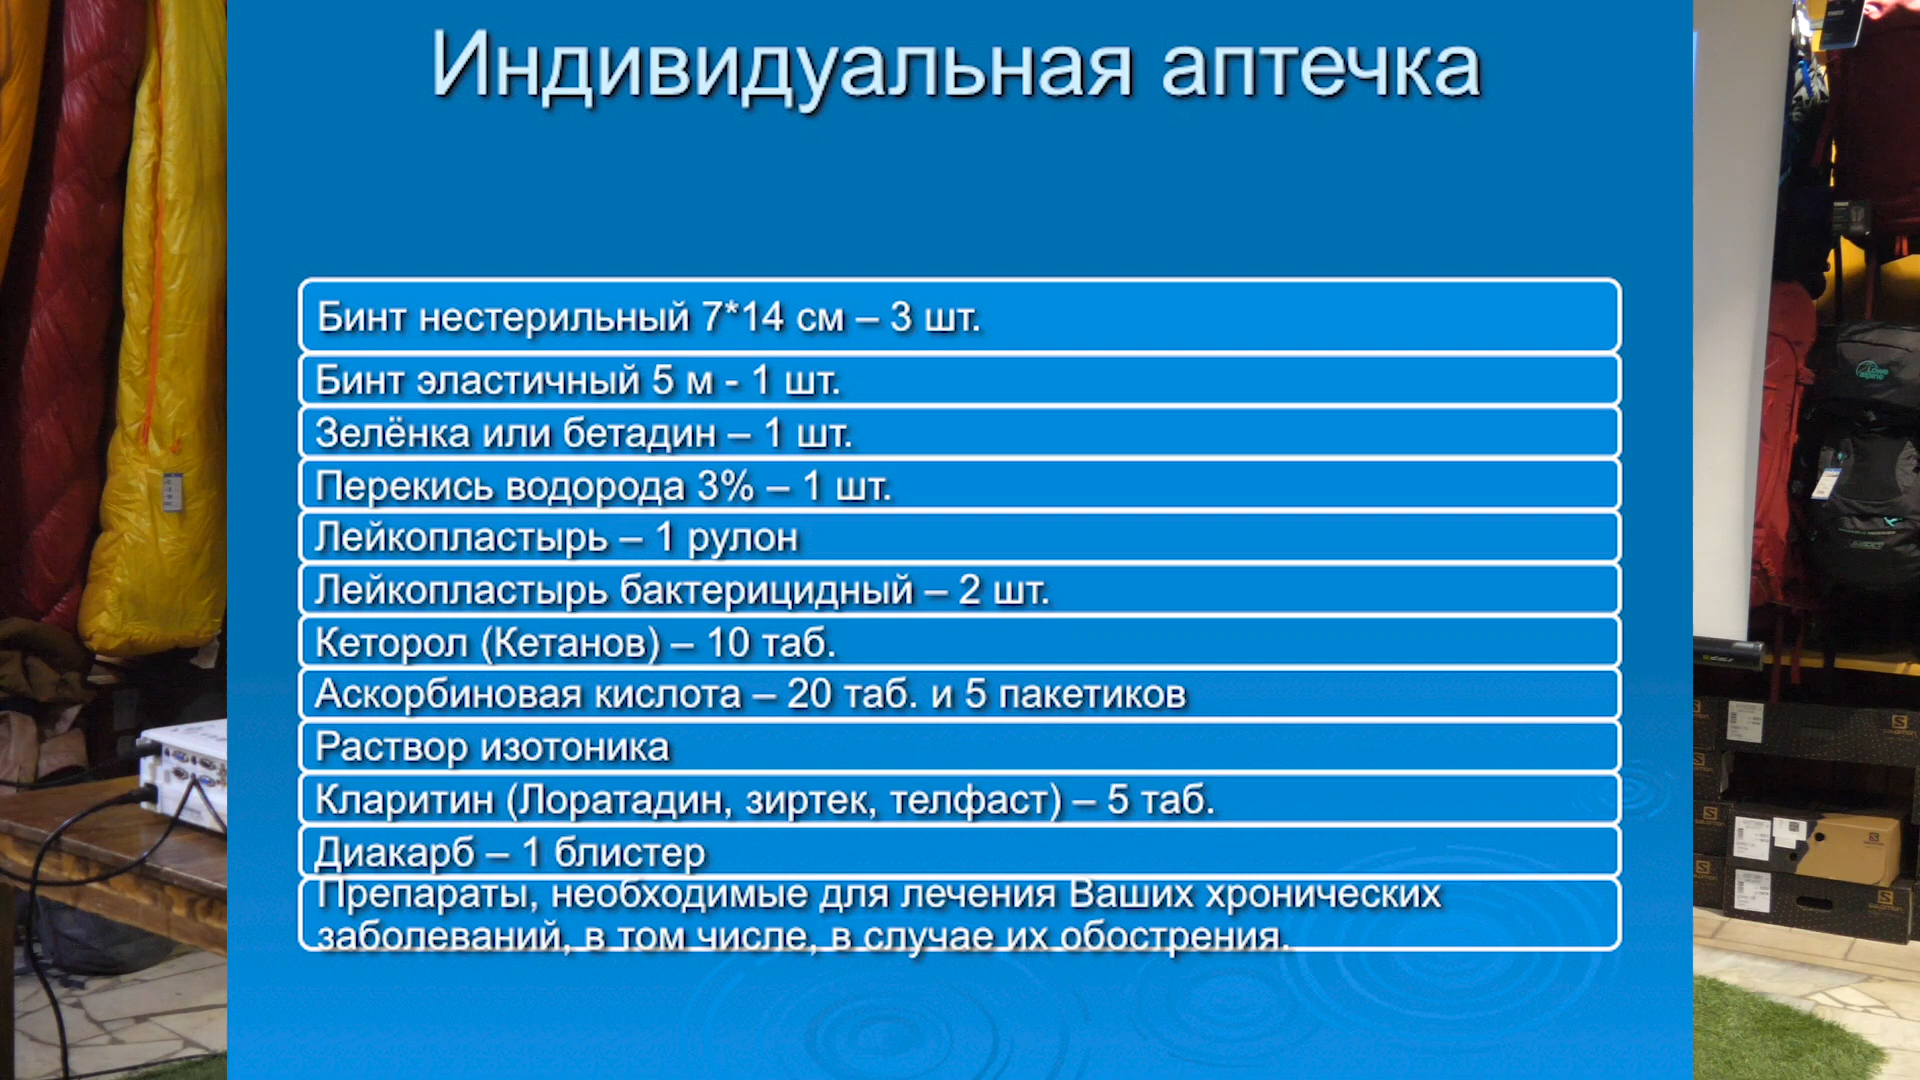 Индивидуальная аптечка
Бинт нестерильный 7*14 см – 3 шт.
Бинт эластичный 5 м - 1 шт.
Зелёнка или бетадин – 1 шт.
Перекись водорода 3% – 1 шт.
Лейкопластырь – 1 рулон
Лейкопластырь бактерицидный – 2 шт.
Кеторол (Кетанов) – 10 таб.
Аскорбиновая кислота – 20 таб. и 5 пакетиков
Раствор изотоника
Кларитин (Лоратадин, зиртек, телфаст) – 5 таб.
Диакарб – 1 блистер
Препараты, необходимые для лечения Ваших хронических
заболеваний, в том числе, в случае их обострения.